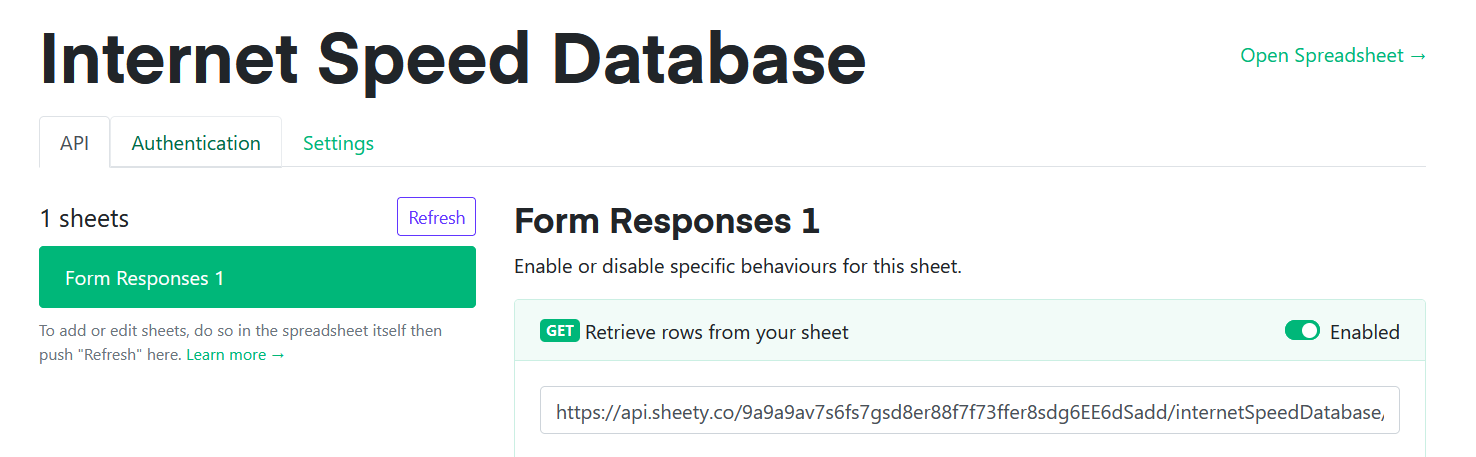 Internet Speed Database
Open Spreadsheet →
API
Authentication
Settings
1 sheets
Refresh
Form Responses 1
To add or edit sheets, do so in the spreadsheet itself then
push "Refresh" here. Learn more →
Form Responses 1
Enable or disable specific behaviours for this sheet.
GET Retrieve rows from your sheet
Enabled
https://api.sheety.co/9a9a9av7s6fs7gsd8er88f7f73ffer8sdg6EE6dSadd/internetSpeedDatabase/